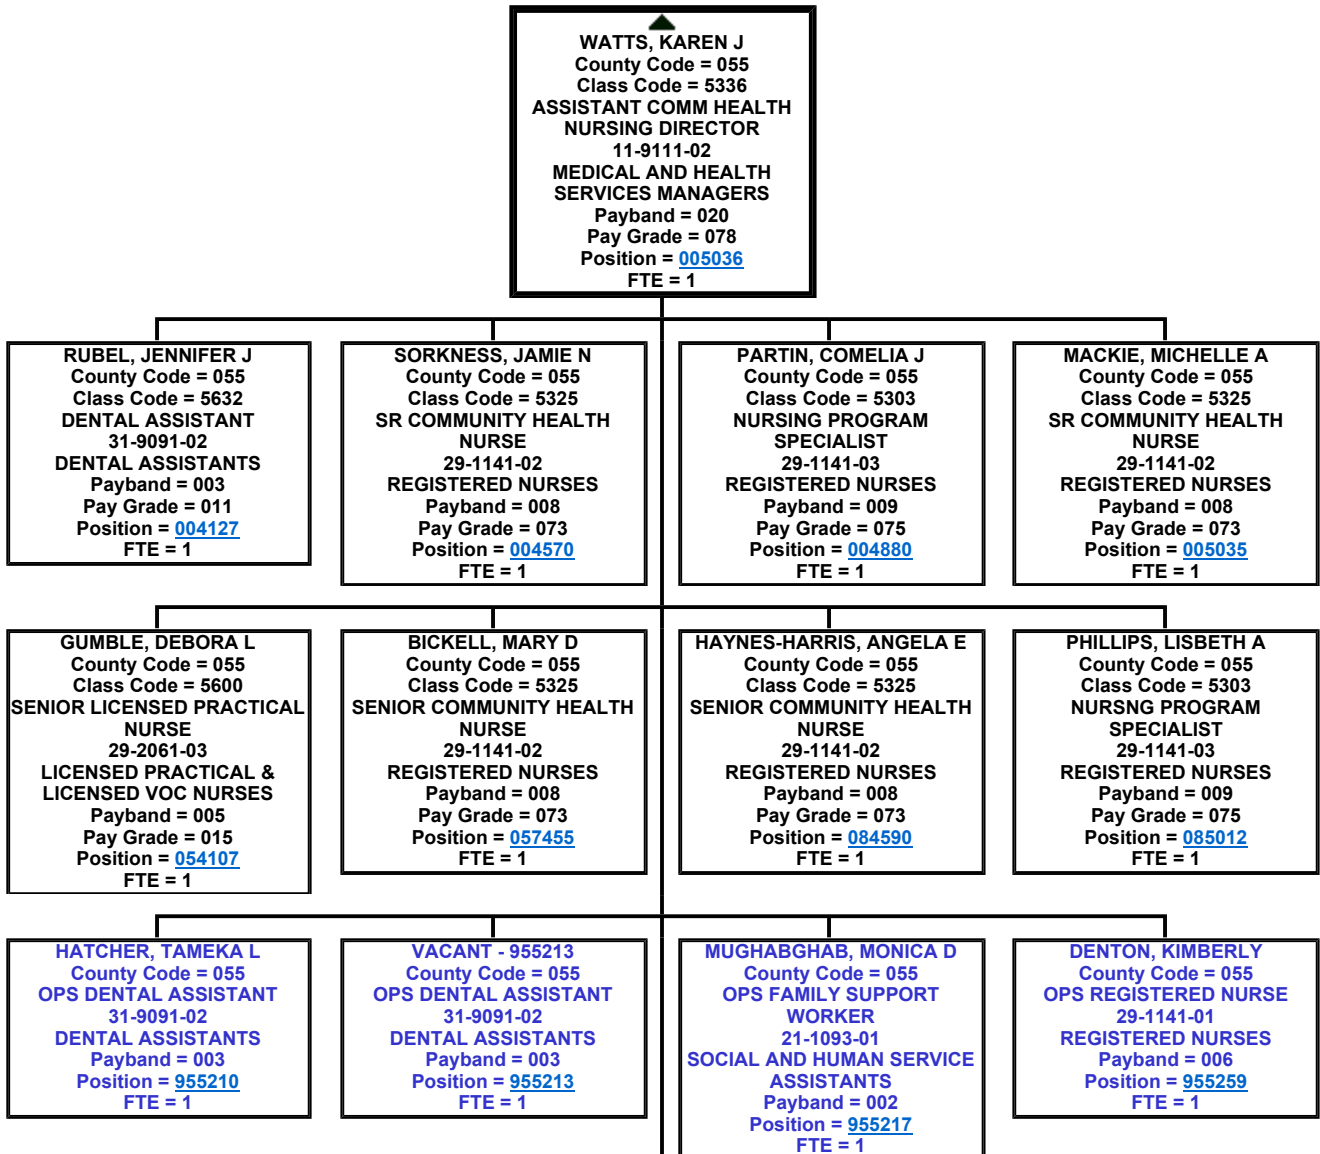 WATTS, KAREN J
County Code = 055
Class Code = 5336
ASSISTANT COMM HEALTH
NURSING DIRECTOR
11-9111-02
MEDICAL AND HEALTH
SERVICES MANAGERS
Payband = 020
Pay Grade = 078
Position = 005036
FTE = 1
RUBEL, JENNIFER J
County Code = 055
Class Code = 5632
DENTAL ASSISTANT
31-9091-02
DENTAL ASSISTANTS
Payband = 003
Pay Grade = 011
Position = 004127
FTE = 1
SORKNESS, JAMIE N
County Code = 055
Class Code = 5325
SR COMMUNITY HEALTH
NURSE
29-1141-02
REGISTERED NURSES
Payband = 008
Pay Grade = 073
Position = 004570
FTE = 1
PARTIN, COMELIA J
County Code = 055
Class Code = 5303
NURSING PROGRAM
SPECIALIST
29-1141-03
REGISTERED NURSES
Payband = 009
Pay Grade = 075
Position = 004880
FTE = 1
MACKIE, MICHELLE A
County Code = 055
Class Code = 5325
SR COMMUNITY HEALTH
NURSE
29-1141-02
REGISTERED NURSES
Payband = 008
Pay Grade = 073
Position = 005035
FTE = 1
GUMBLE, DEBORA L
County Code = 055
Class Code = 5600
SENIOR LICENSED PRACTICAL
NURSE
29-2061-03
LICENSED PRACTICAL &
LICENSED VOC NURSES
Payband = 005
Pay Grade = 015
Position = 054107
FTE = 1
BICKELL, MARY D
County Code = 055
Class Code = 5325
SENIOR COMMUNITY HEALTH
NURSE
29-1141-02
REGISTERED NURSES
Payband = 008
Pay Grade = 073
Position = 057455
FTE = 1
HAYNES-HARRIS, ANGELA E
County Code = 055
Class Code = 5325
SENIOR COMMUNITY HEALTH
NURSE
29-1141-02
REGISTERED NURSES
Payband = 008
Pay Grade = 073
Position = 084590
FTE = 1
PHILLIPS, LISBETH A
County Code = 055
Class Code = 5303
NURSNG PROGRAM
SPECIALIST
29-1141-03
REGISTERED NURSES
Payband = 009
Pay Grade = 075
Position = 085012
FTE = 1
HATCHER, TAMEKA L
County Code = 055
OPS DENTAL ASSISTANT
31-9091-02
DENTAL ASSISTANTS
Payband = 003
Position = 955210
FTE = 1
VACANT - 955213
County Code = 055
OPS DENTAL ASSISTANT
31-9091-02
DENTAL ASSISTANTS
Payband = 003
Position = 955213
FTE = 1
MUGHABGHAB, MONICA D
County Code = 055
OPS FAMILY SUPPORT
WORKER
21-1093-01
SOCIAL AND HUMAN SERVICE
ASSISTANTS
Payband = 002
Position = 955217
FTE = 1
DENTON, KIMBERLY
County Code = 055
OPS REGISTERED NURSE
29-1141-01
REGISTERED NURSES
Payband = 006
Position = 955259
FTE = 1